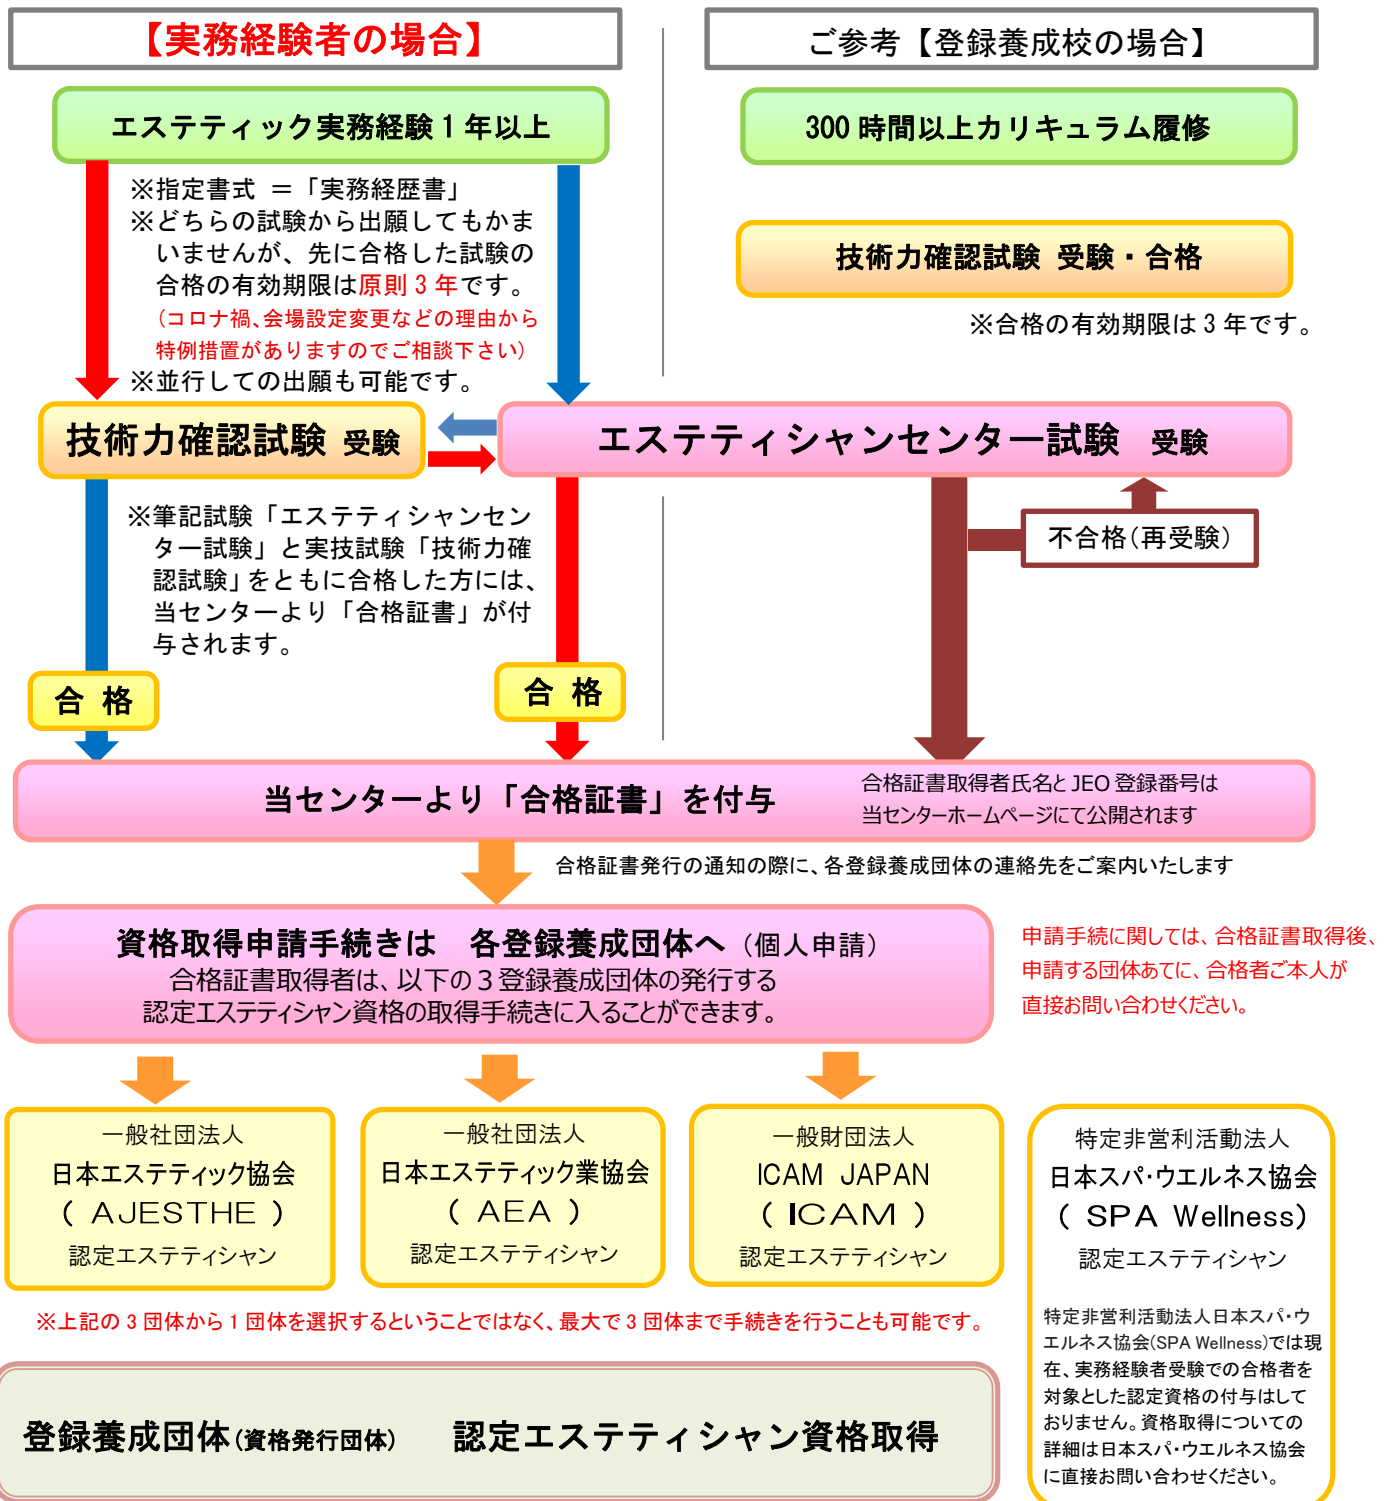 【実務経験者の場合】
ご参考【登録養成校の場合】
エステティック実務経験１年以上
300 時間以上カリキュラム履修
※指定書式 ＝「実務経歴書」
※どちらの試験から出願してもかま
いませんが、先に合格した試験の
合格の有効期限は原則 3 年です。
（コロナ禍、会場設定変更などの理由から
特例措置がありますのでご相談下さい）
※並行しての出願も可能です。
技術力確認試験 受験・合格
※合格の有効期限は 3 年です。
技術力確認試験 受験
エステティシャンセンター試験 受験
※筆記試験「エステティシャンセン
ター試験」と実技試験「技術力確
認試験」をともに合格した方には、
当センターより「合格証書」が付
与されます。
不合格（再受験）
合 格
合 格
当センターより「合格証書」を付与
合格証書取得者氏名と JEO 登録番号は
当センターホームページにて公開されます
合格証書発行の通知の際に、各登録養成団体の連絡先をご案内いたします
資格取得申請手続きは 各登録養成団体へ（個人申請）
合格証書取得者は、以下の３登録養成団体の発行する
認定エステティシャン資格の取得手続きに入ることができます。
申請手続に関しては、合格証書取得後、
申請する団体あてに、合格者ご本人が
直接お問い合わせください。
一般社団法人
日本エステティック協会
（ AJESTHE ）
認定エステティシャン
一般社団法人
日本エステティック業協会
（ AEA ）
認定エステティシャン
一般財団法人
ICAM JAPAN
（ ICAM ）
認定エステティシャン
特定非営利活動法人
日本スパ・ウエルネス協会
（ SPA Wellness）
認定エステティシャン
特定非営利活動法人日本スパ・ウ
エルネス協会(SPA Wellness)では現
在、実務経験者受験での合格者を
対象とした認定資格の付与はして
おりません。資格取得についての
詳細は日本スパ・ウエルネス協会
に直接お問い合わせください。
※上記の 3 団体から 1 団体を選択するということではなく、最大で 3 団体まで手続きを行うことも可能です。
登録養成団体(資格発行団体) 認定エステティシャン資格取得